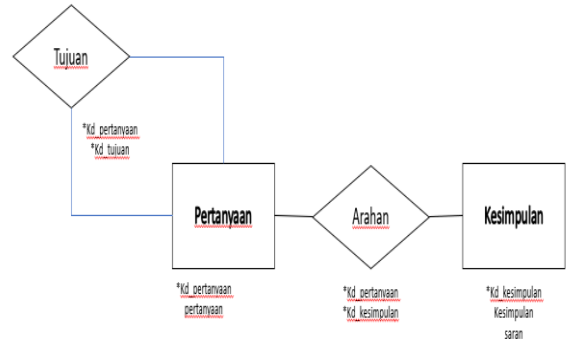 Tujuan
*Kd_pertanyaan
*Kd_tujuan
Pertanyaan
Arahan
Kesimpulan
*Kd_pertanyaan
pertanyaan
*Kd_pertanyaan
*Kd_kesimpulan
*Kd_kesimpulan
Kesimpulan
saran